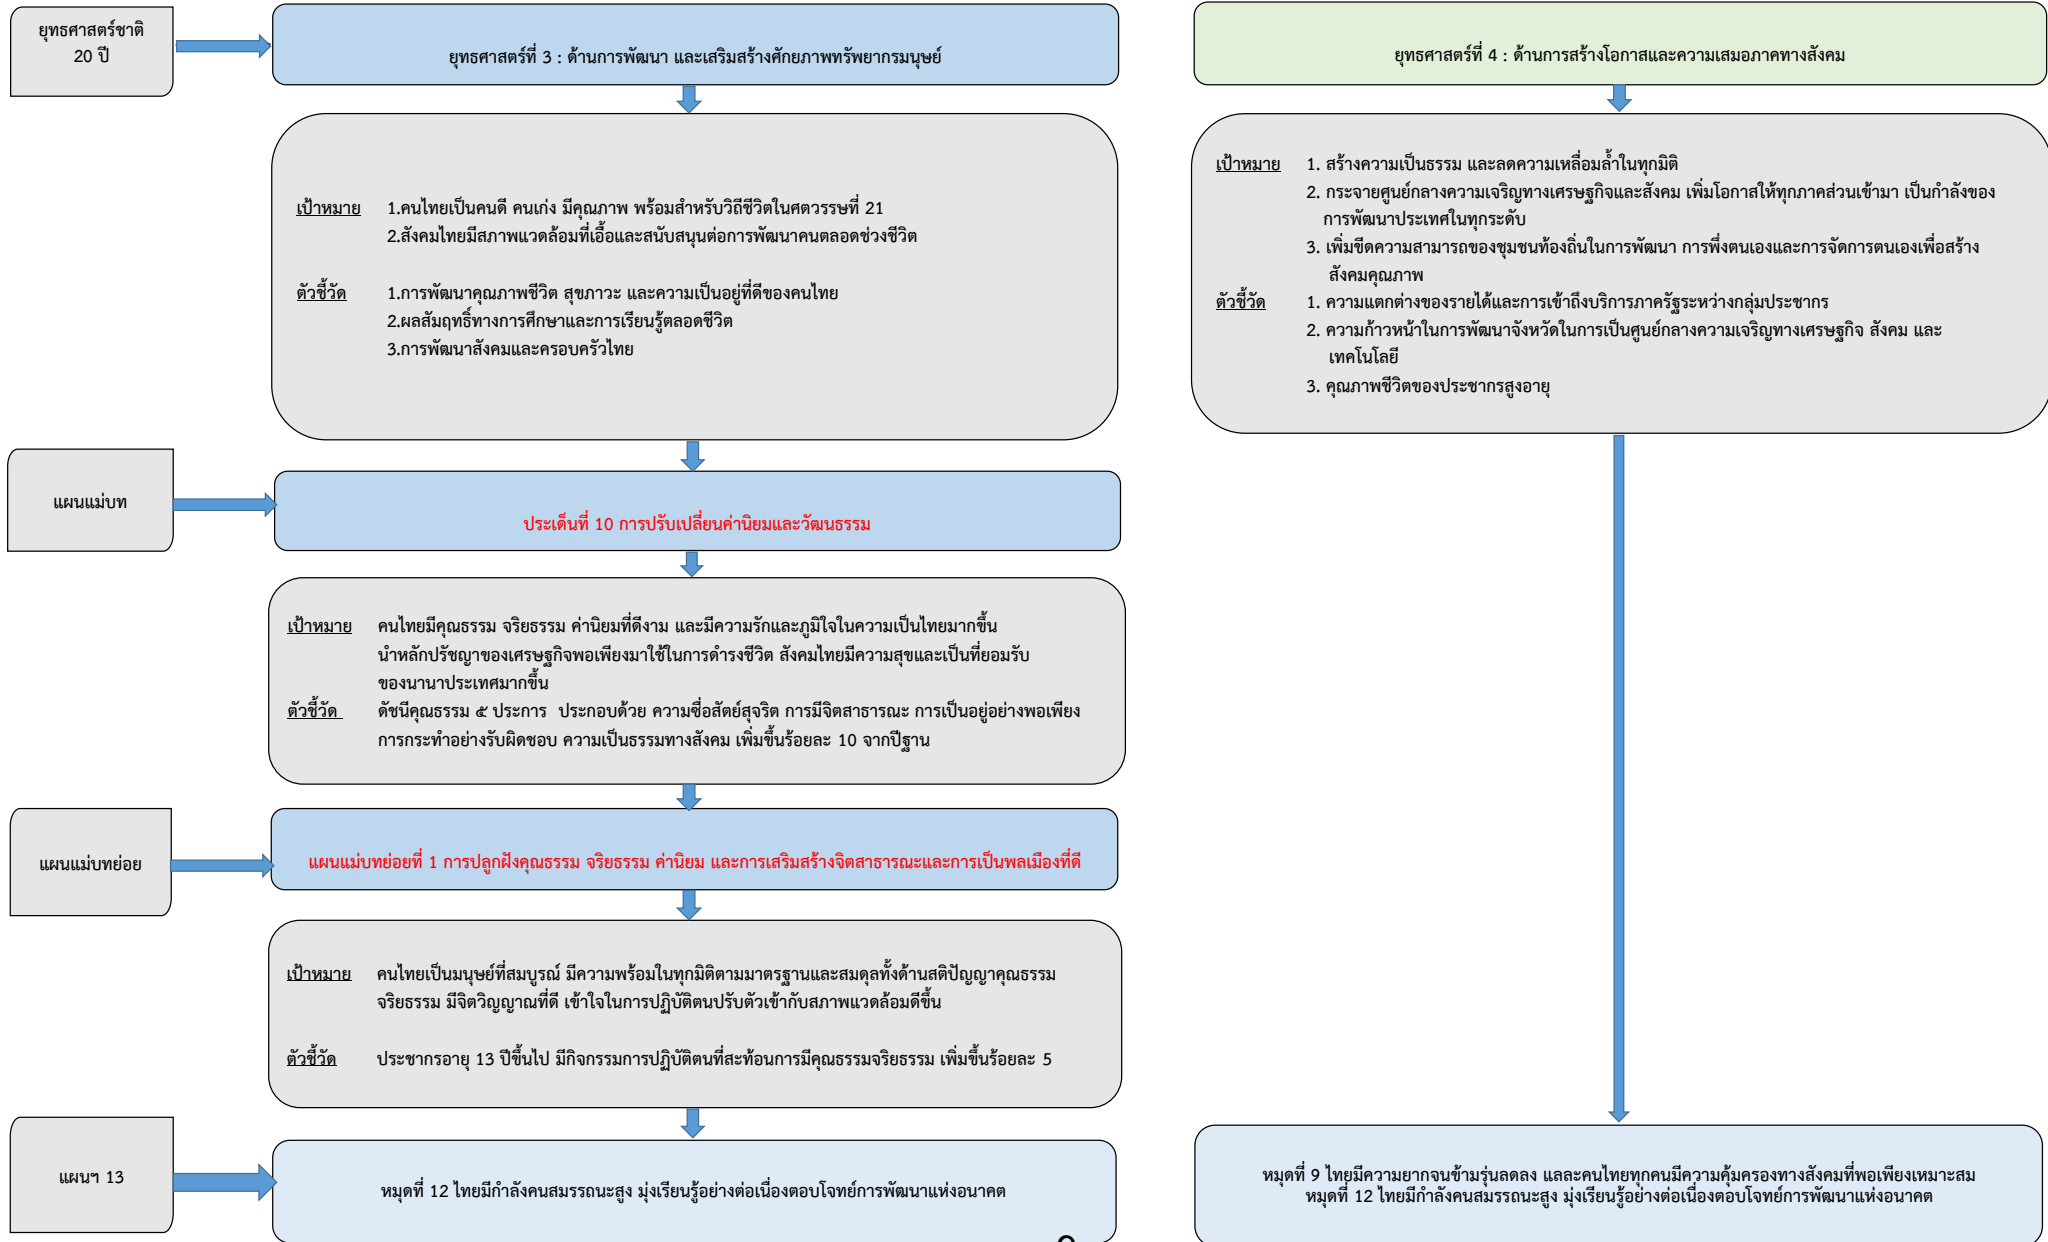 ยุทธศาสตร์ชาติ
20 ปี
ยุทธศาสตร์ที่ 3 : ด้านการพัฒนา และเสริมสร้างศักยภาพทรัพยากรมนุษย์
เป้าหมาย 1.คนไทยเป็นคนดี คนเก่ง มีคุณภาพ พร้อมสำหรับวิถีชีวิตในศตวรรษที่ 21
2.สังคมไทยมีสภาพแวดล้อมที่เอื้อและสนับสนุนต่อการพัฒนาคนตลอดช่วงชีวิต
ตัวชี้วัด 1.การพัฒนาคุณภาพชีวิต สุขภาวะ และความเป็นอยู่ที่ดีของคนไทย
2.ผลสัมฤทธิ์ทางการศึกษาและการเรียนรู้ตลอดชีวิต
3.การพัฒนาสังคมและครอบครัวไทย
แผนแม่บท
ประเด็นที่ 10 การปรับเปลี่ยนค่านิยมและวัฒนธรรม
เป้าหมาย คนไทยมีคุณธรรม จริยธรรม ค่านิยมที่ดีงาม และมีความรักและภูมิใจในความเป็นไทยมากขึ้น
นำหลักปรัชญาของเศรษฐกิจพอเพียงมาใช้ในการดำรงชีวิต สังคมไทยมีความสุขและเป็นที่ยอมรับ
ของนานาประเทศมากขึ้น
ตัวชี้วัด ดัชนีคุณธรรม ๕ ประการ ประกอบด้วย ความซื่อสัตย์สุจริต การมีจิตสาธารณะ การเป็นอยู่อย่างพอเพียง
การกระทำอย่างรับผิดชอบ ความเป็นธรรมทางสังคม เพิ่มขึ้นร้อยละ 10 จากปีฐาน
แผนแม่บทย่อย
แผนแม่บทย่อยที่ 1 การปลูกฝังคุณธรรม จริยธรรม ค่านิยม และการเสริมสร้างจิตสาธารณะและการเป็นพลเมืองที่ดี
เป้าหมาย คนไทยเป็นมนุษย์ที่สมบูรณ์ มีความพร้อมในทุกมิติตามมาตรฐานและสมดุลทั้งด้านสติปัญญาคุณธรรม
จริยธรรม มีจิตวิญญาณที่ดี เข้าใจในการปฏิบัติตนปรับตัวเข้ากับสภาพแวดล้อมดีขึ้น
ตัวชี้วัด ประชากรอายุ 13 ปีขึ้นไป มีกิจกรรมการปฏิบัติตนที่สะท้อนการมีคุณธรรมจริยธรรม เพิ่มขึ้นร้อยละ 5
แผนฯ 13
หมุดที่ 12 ไทยมีกำลังคนสมรรถนะสูง มุ่งเรียนรู้อย่างต่อเนื่องตอบโจทย์การพัฒนาแห่งอนาคต
ยุทธศาสตร์ที่ 4 : ด้านการสร้างโอกาสและความเสมอภาคทางสังคม
เป้าหมาย 1. สร้างความเป็นธรรม และลดความเหลื่อมล้ำในทุกมิติ
2. กระจายศูนย์กลางความเจริญทางเศรษฐกิจและสังคม เพิ่มโอกาสให้ทุกภาคส่วนเข้ามา เป็นกำลังของ
การพัฒนาประเทศในทุกระดับ
3. เพิ่มขีดความสามารถของชุมชนท้องถิ่นในการพัฒนา การพึ่งตนเองและการจัดการตนเองเพื่อสร้าง
สังคมคุณภาพ
ตัวชี้วัด 1. ความแตกต่างของรายได้และการเข้าถึงบริการภาครัฐระหว่างกลุ่มประชากร
2. ความก้าวหน้าในการพัฒนาจังหวัดในการเป็นศูนย์กลางความเจริญทางเศรษฐกิจ สังคม และ
เทคโนโลยี
3. คุณภาพชีวิตของประชากรสูงอายุ
หมุดที่ 9 ไทยมีความยากจนข้ามรุ่นลดลง แลละคนไทยทุกคนมีความคุ้มครองทางสังคมที่พอเพียงเหมาะสม
หมุดที่ 12 ไทยมีกำลังคนสมรรถนะสูง มุ่งเรียนรู้อย่างต่อเนื่องตอบโจทย์การพัฒนาแห่งอนาคต